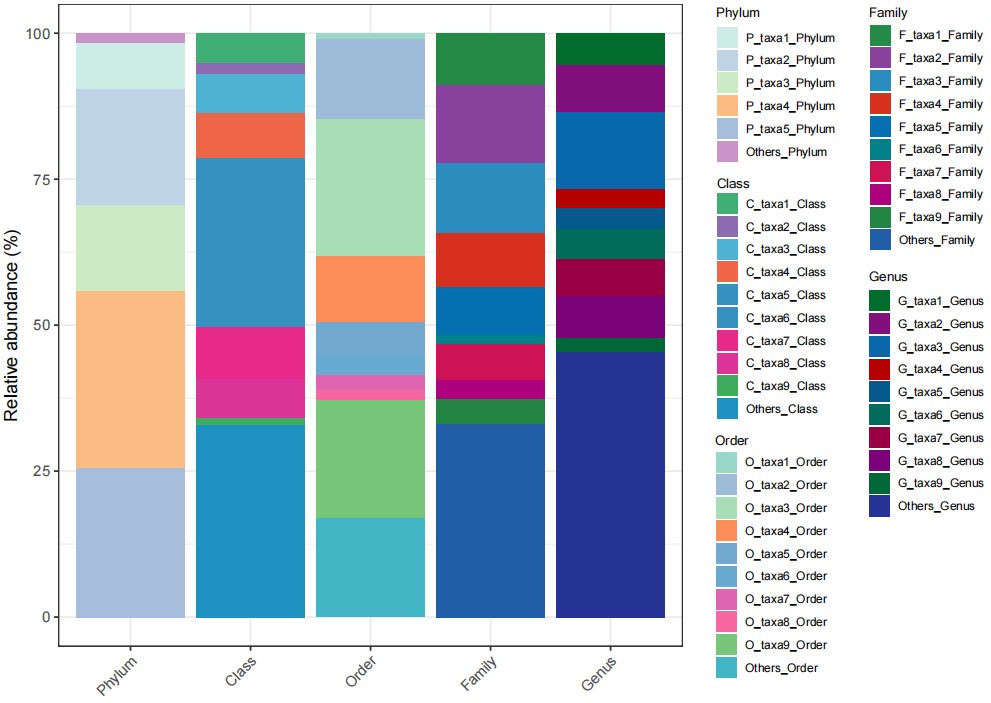 Relative abundance (%)
100
75
50
25
0
Phylum
Class
Order
Family
Genus
Phylum
P_taxa1_Phylum
P_taxa2_Phylum
P_taxa3_Phylum
P_taxa4_Phylum
P_taxa5_Phylum
Others_Phylum
Class
C_taxa1_Class
C_taxa2_Class
C_taxa3_Class
C_taxa4_Class
C_taxa5_Class
C_taxa6_Class
C_taxa7_Class
C_taxa8_Class
C_taxa9_Class
Others_Class
Order
O_taxa1_Order
O_taxa2_Order
O_taxa3_Order
O_taxa4_Order
O_taxa5_Order
O_taxa6_Order
O_taxa7_Order
O_taxa8_Order
O_taxa9_Order
Others_Order
Family
F_taxa1_Family
F_taxa2_Family
F_taxa3_Family
F_taxa4_Family
F_taxa5_Family
F_taxa6_Family
F_taxa7_Family
F_taxa8_Family
F_taxa9_Family
Others_Family
Genus
G_taxa1_Genus
G_taxa2_Genus
G_taxa3_Genus
G_taxa4_Genus
G_taxa5_Genus
G_taxa6_Genus
G_taxa7_Genus
G_taxa8_Genus
G_taxa9_Genus
Others_Genus